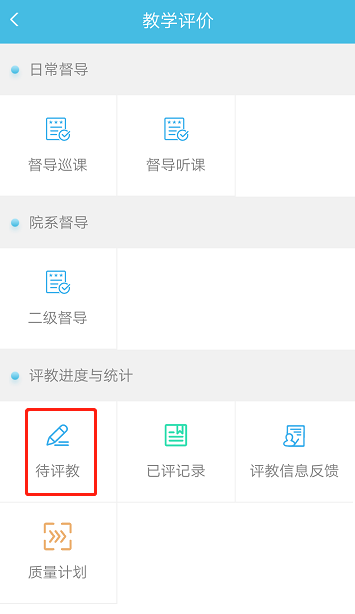 教学评价
日常督导
督导巡课
督导听课
院系督导
二级督导
评教进度与统计
待评教
已评记录
评教信息反馈
质量计划